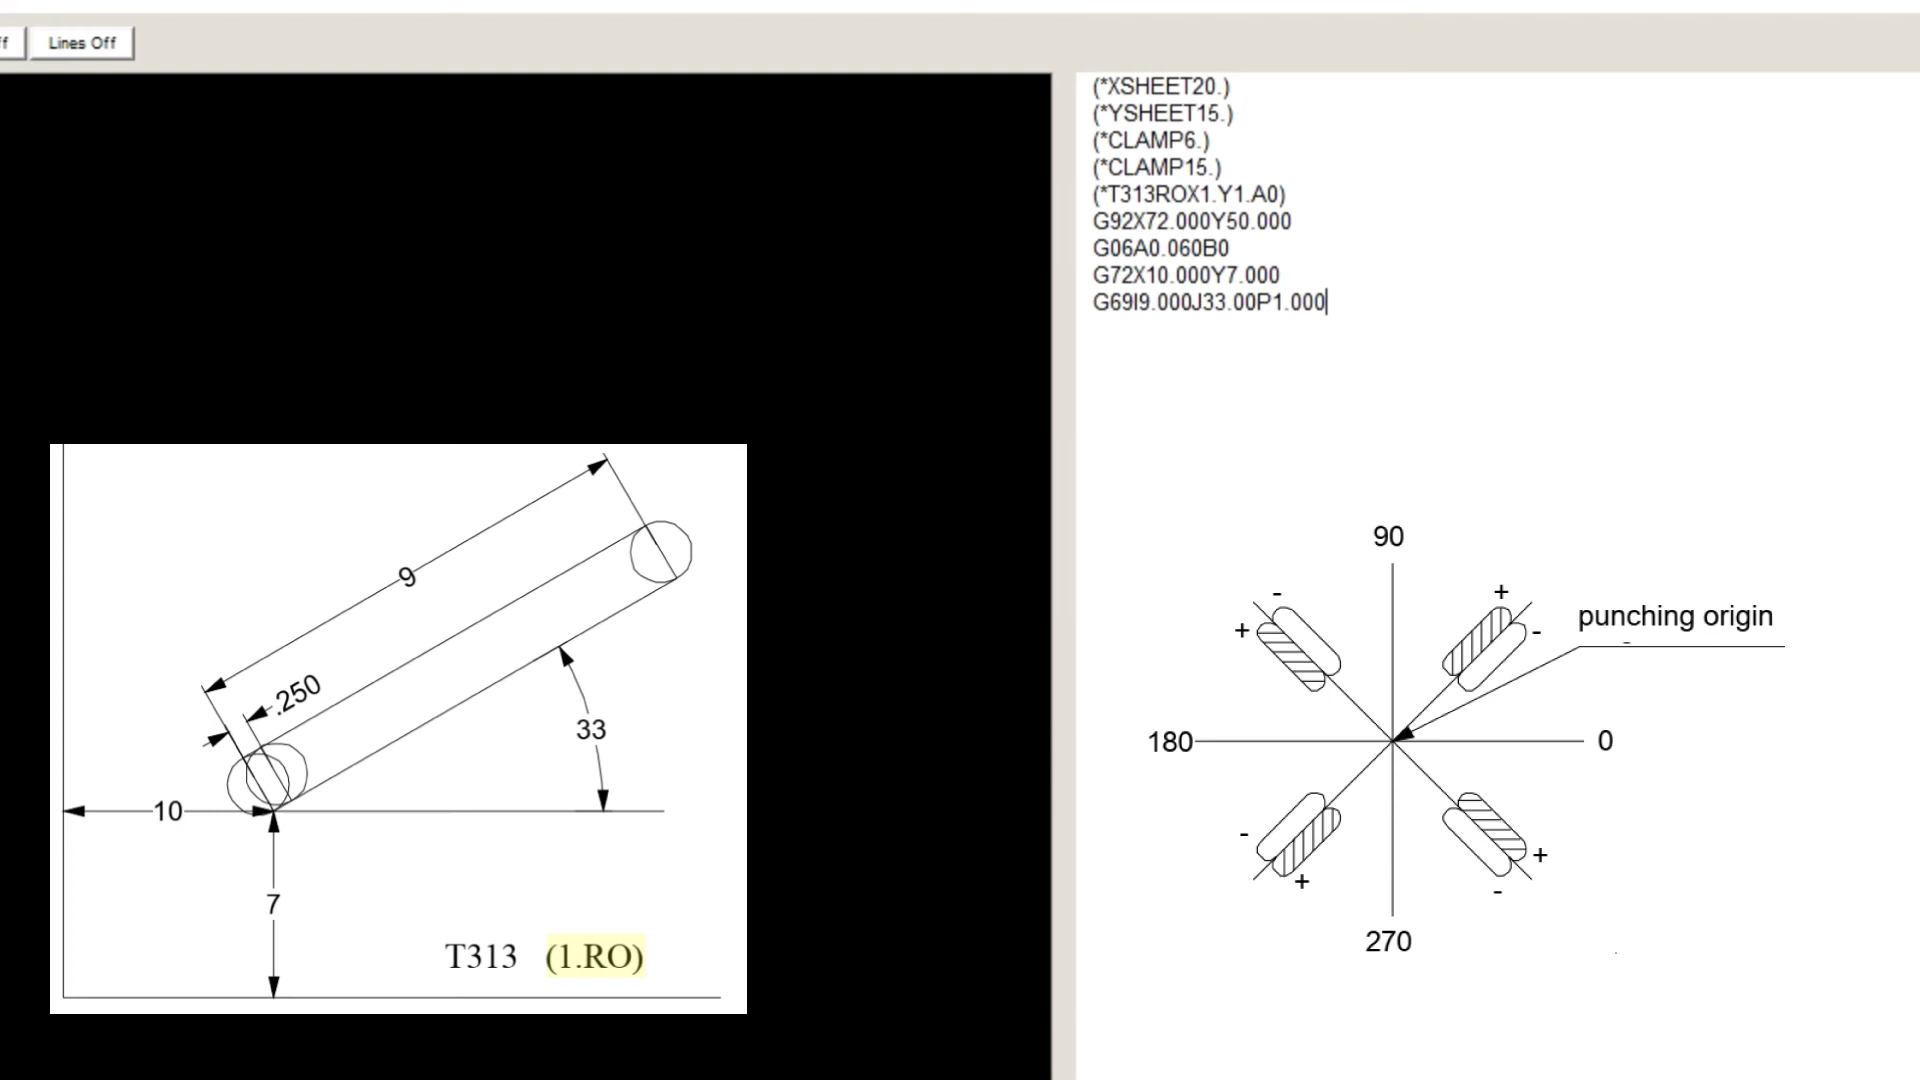 Lines Off
(*XSHEET20.)
(*YSHEET15.)
(*CLAMP6.)
(*CLAMP15.)
(*T313ROX1.Y1.A0)
G92X72.000Y50.000
G06A0.060B0
G72X10.000Y7.000
G69I9.000J33.00P1.000
9
.250
33
10
7
T313 (1.RO)
90
- +
+ -
punching origin
180 0
- +
+ -
270